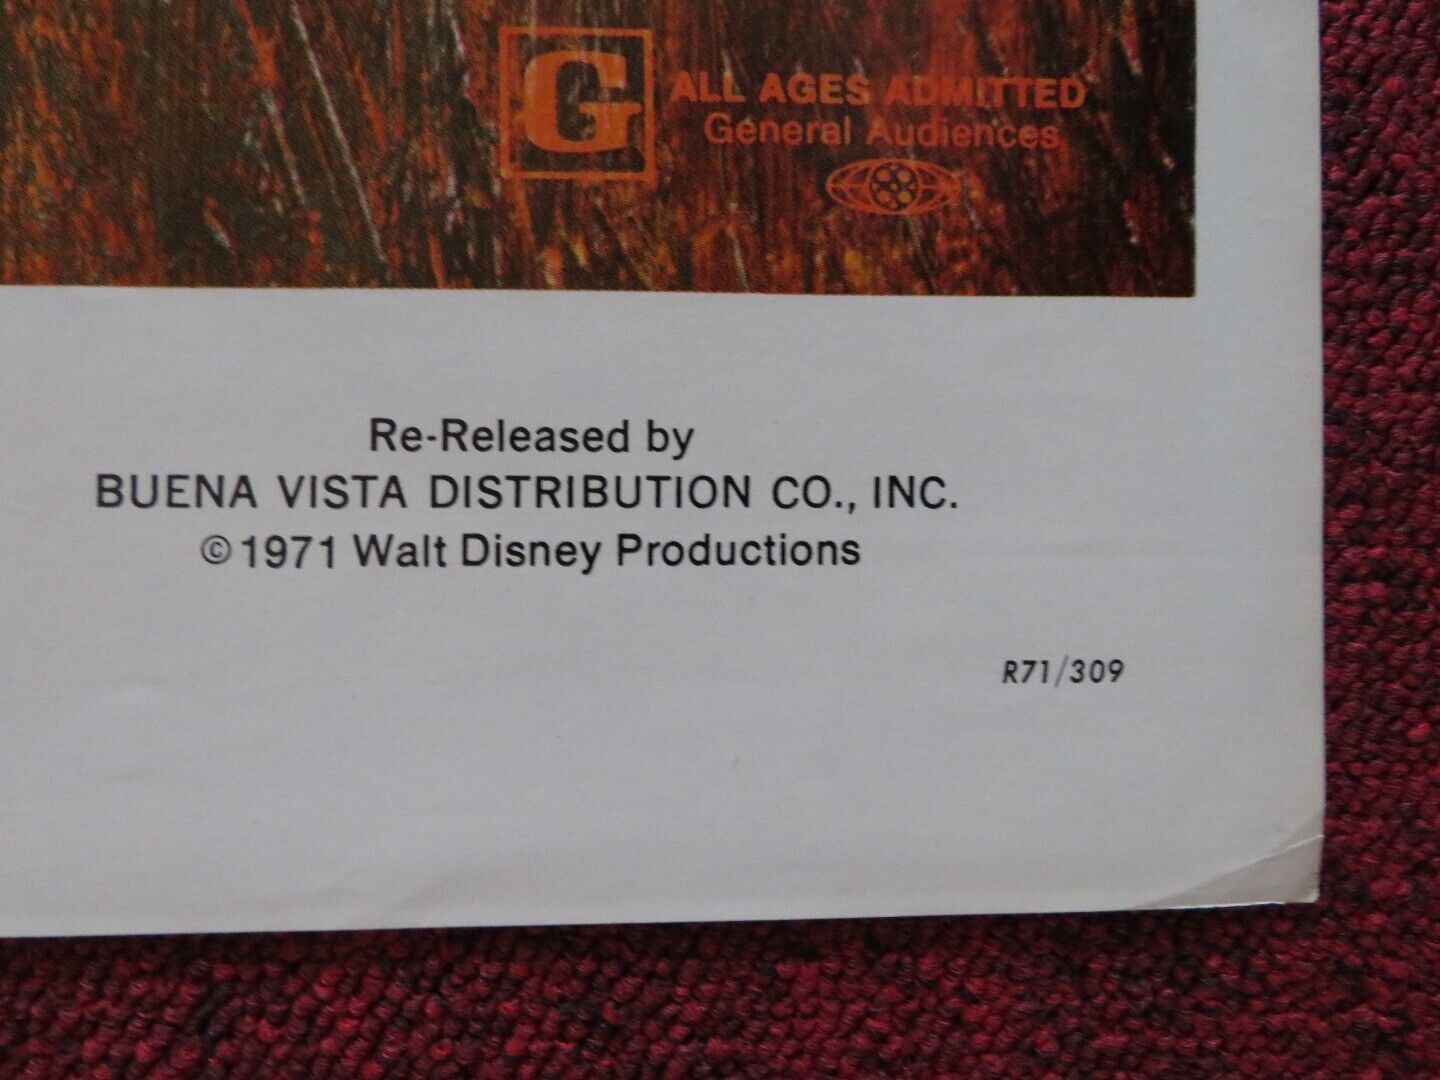 G
ALL AGES ADMITTED
General Audiences
Re-Released by
BUENA VISTA DISTRIBUTION CO., INC.
©1971 Walt Disney Productions
R71/309